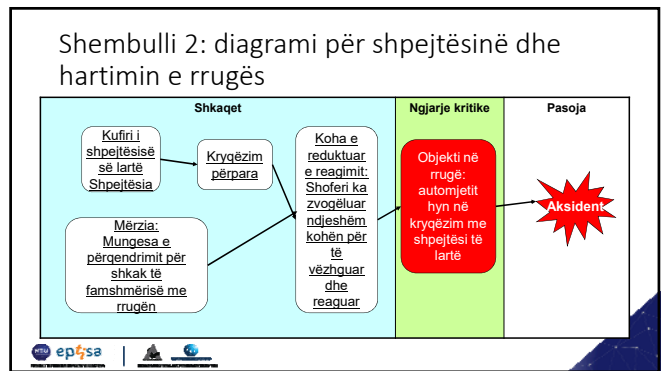 Shembulli 2: diagrami për shpejtësinë dhe
hartimin e rrugës
Shkaqet
Ngjarje kritike
Pasoja
Kufiri i
shpejtësisë
së lartë
Shpejtësia
Kryqëzim
përpara
Mërzia:
Mungesa e
përqendrimit për
shkak të
famshmërisë me
rrugën
Koha e
reduktuar
e reagimit:
Shoferi ka
zvogëluar
ndjeshëm
kohën për
të
vëzhguar
dhe
reaguar
Objekti në
rrugë:
automjetit
hyn në
kryqëzim me
shpejtësi të
lartë
Aksident
MTU eptisa